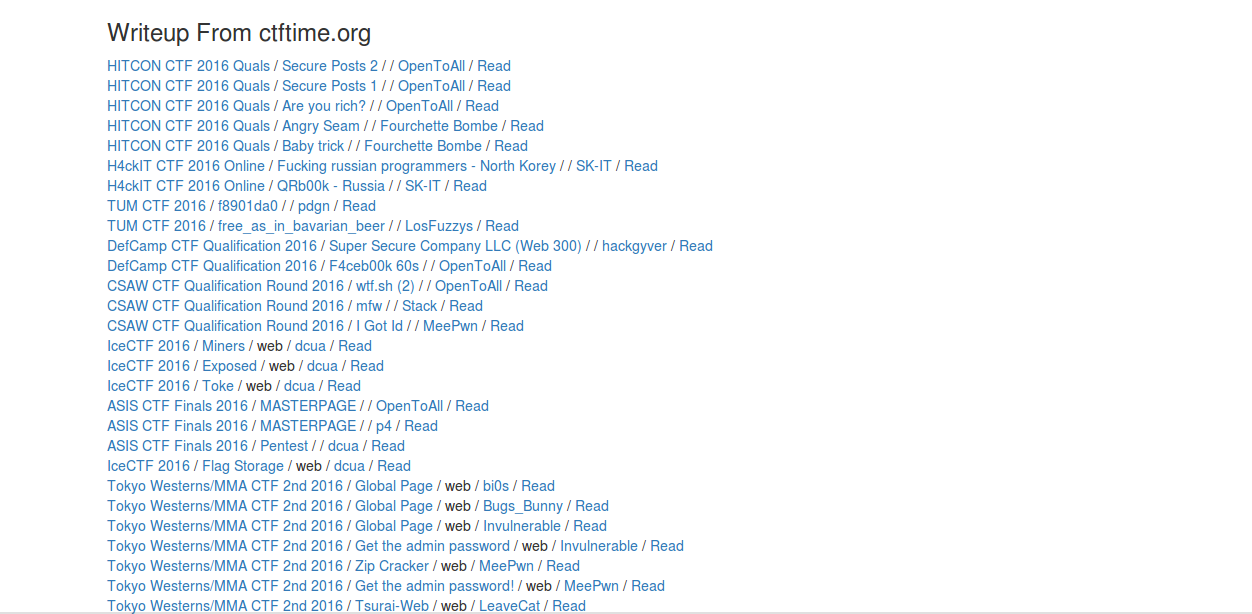 Writeup From ctftime.org
HITCON CTF 2016 Quals / Secure Posts 2 / / OpenToAll / Read
HITCON CTF 2016 Quals / Secure Posts 1 / / OpenToAll / Read
HITCON CTF 2016 Quals / Are you rich? / / OpenToAll / Read
HITCON CTF 2016 Quals / Angry Seam / / Fourchette Bombe / Read
HITCON CTF 2016 Quals / Baby trick / / Fourchette Bombe / Read
H4ckIT CTF 2016 Online / Fucking russian programmers - North Korey / / SK-IT / Read
H4ckIT CTF 2016 Online / QRb00k - Russia / / SK-IT / Read
TUM CTF 2016 / f8901da0 / / pdgn / Read
TUM CTF 2016 / free_as_in_bavarian_beer / / LosFuzzys / Read
DefCamp CTF Qualification 2016 / Super Secure Company LLC (Web 300) / / hackgyver / Read
DefCamp CTF Qualification 2016 / F4ceb00k 60s / / OpenToAll / Read
CSAW CTF Qualification Round 2016 / wtf.sh (2) / / OpenToAll / Read
CSAW CTF Qualification Round 2016 / mfw / / Stack / Read
CSAW CTF Qualification Round 2016 / I Got Id / / MeePwn / Read
IceCTF 2016 / Miners / web / dcua / Read
IceCTF 2016 / Exposed / web / dcua / Read
IceCTF 2016 / Toke / web / dcua / Read
ASIS CTF Finals 2016 / MASTERPAGE / / OpenToAll / Read
ASIS CTF Finals 2016 / MASTERPAGE / / p4 / Read
ASIS CTF Finals 2016 / Pentest / / dcua / Read
IceCTF 2016 / Flag Storage / web / dcua / Read
Tokyo Westerns/MMA CTF 2nd 2016 / Global Page / web / bi0s / Read
Tokyo Westerns/MMA CTF 2nd 2016 / Global Page / web / Bugs_Bunny / Read
Tokyo Westerns/MMA CTF 2nd 2016 / Global Page / web / Invulnerable / Read
Tokyo Westerns/MMA CTF 2nd 2016 / Get the admin password / web / Invulnerable / Read
Tokyo Westerns/MMA CTF 2nd 2016 / Zip Cracker / web / MeePwn / Read
Tokyo Westerns/MMA CTF 2nd 2016 / Get the admin password! / web / MeePwn / Read
Tokyo Westerns/MMA CTF 2nd 2016 / Tsurai-Web / web / LeaveCat / Read